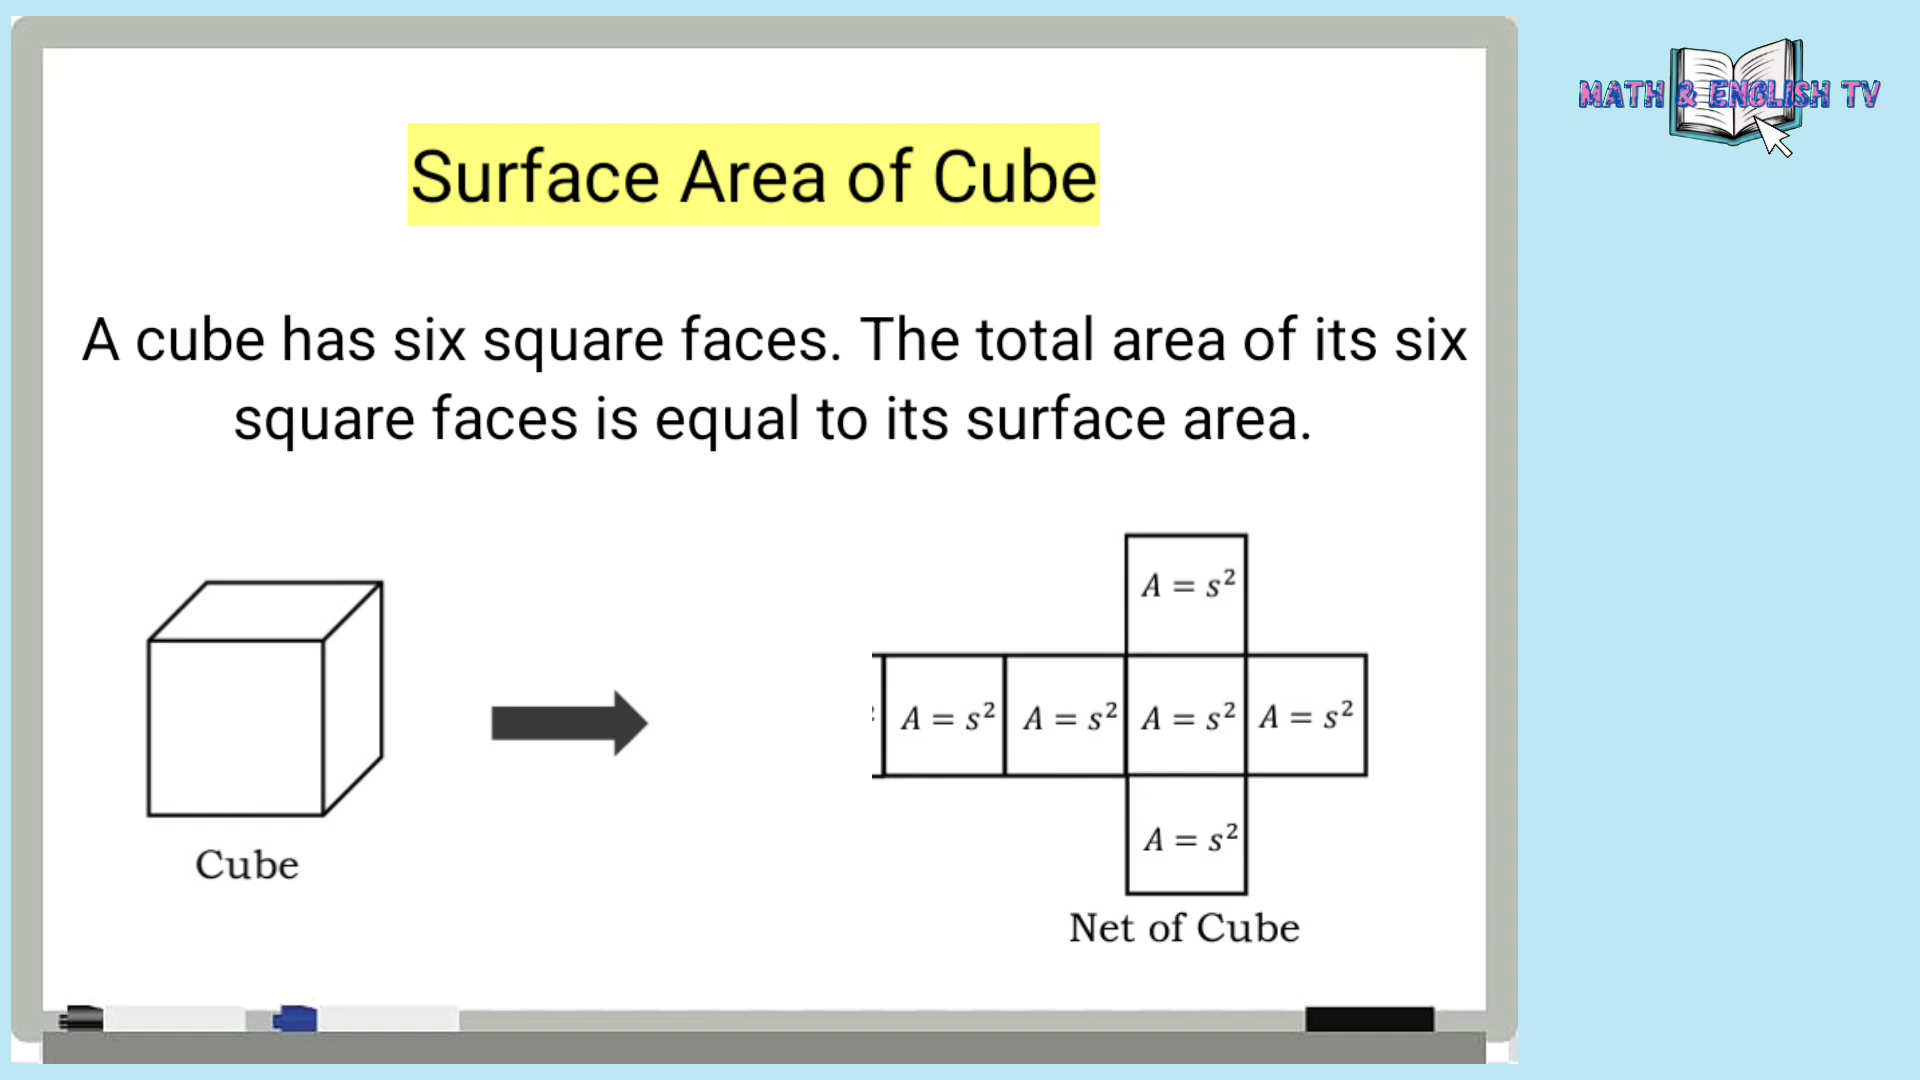 MATH & ENGLISH TV
Surface Area of Cube
A cube has six square faces. The total area of its six
square faces is equal to its surface area.
A = s²
A = s² A = s² A = s² A = s²
A = s²
Cube
Net of Cube